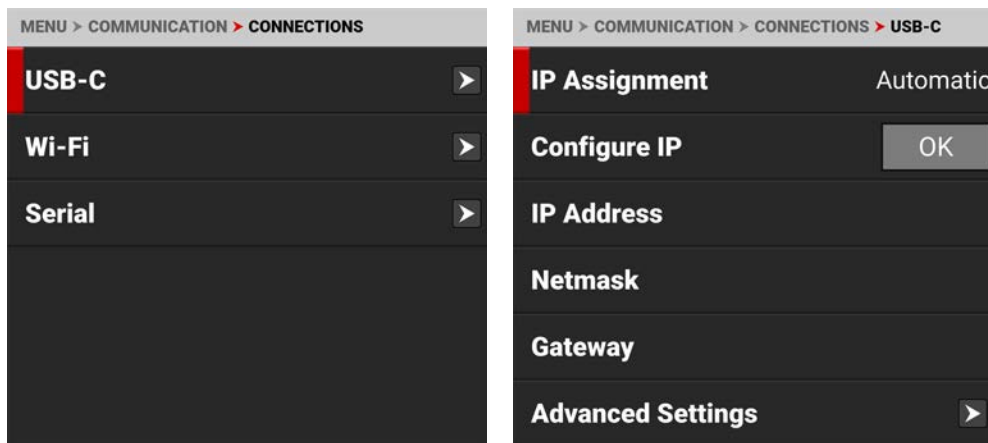 MENU > COMMUNICATION > CONNECTIONS
USB-C
Wi-Fi
Serial
MENU > COMMUNICATION > CONNECTIONS > USB-C
IP Assignment Automatic
Configure IP OK
IP Address
Netmask
Gateway
Advanced Settings